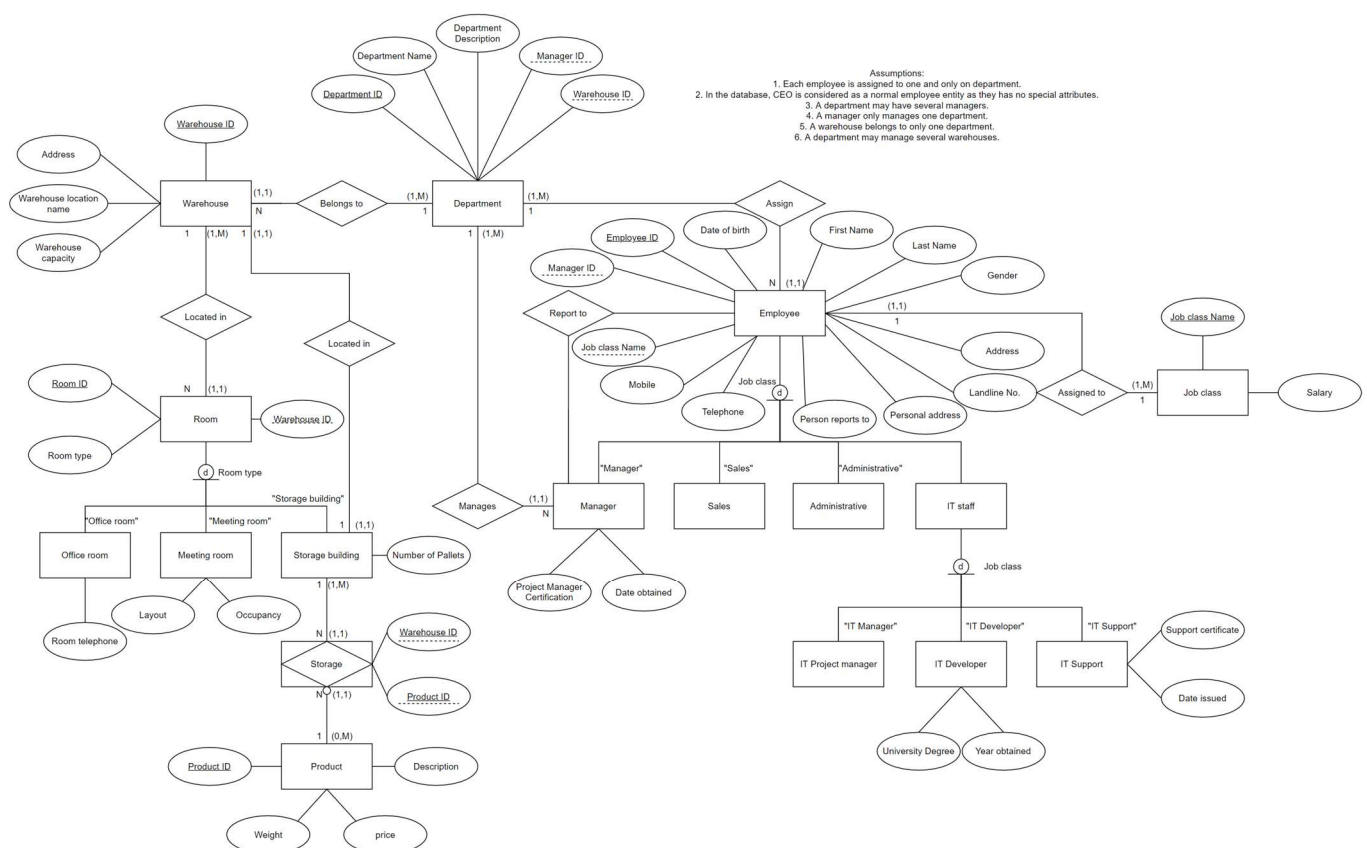 Department
Description
Department Name
Manager ID
Department ID
Warehouse ID
Assumptions:
1. Each employee is assigned to one and only on department.
2. In the database, CEO is considered as a normal employee entity as they has no special attributes.
3. A department may have several managers.
4. A manager only manages one department.
5. A warehouse belongs to only one department.
6. A department may manage several warehouses.
Warehouse ID
Address
Warehouse location
name
Warehouse
capacity
Warehouse
(1,1)
N
Belongs to
(1,M)
1
Department
(1,M)
1
Assign
1 (1,M)
1 (1,1)
1 (1,M)
Employee ID
Date of birth
First Name
Last Name
Gender
Manager ID
N (1,1)
Employee
(1,1)
1
Report to
Job class Name
Mobile
Telephone
Job class
d
Person reports to
Personal address
Landline No.
Address
Assigned to
(1,M)
1
Job class Name
Job class
Salary
Located in
Located in
Room ID
N (1,1)
Room
Warehouse ID
Room type
d
Room type
"Office room"
"Meeting room"
"Storage building"
1 (1,1)
Office room
Meeting room
Storage building
Number of Pallets
Room telephone
Layout
Occupancy
1 (1,M)
Manages
(1,1)
N
"Manager"
"Sales"
"Administrative"
Manager
Sales
Administrative
IT staff
Project Manager
Certification
Date obtained
d
Job class
"IT Manager"
"IT Developer"
"IT Support"
IT Project manager
IT Developer
IT Support
Support certificate
Date issued
University Degree
Year obtained
N (1,1)
Storage
Warehouse ID
Product ID
N (1,1)
1 (0,M)
Product ID
Product
Description
Weight
price